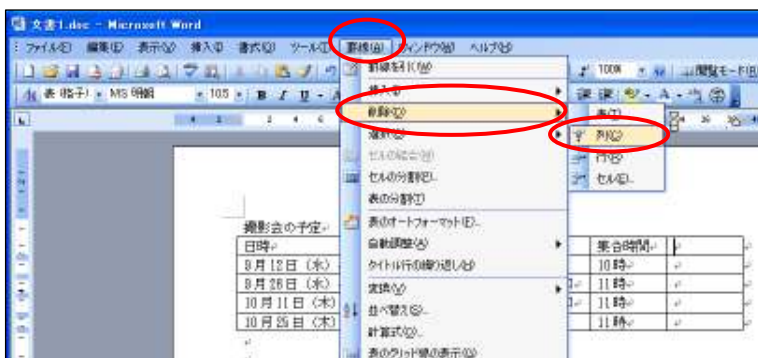 文書1.doc - Microsoft Word
ファイル(F) 編集(E) 表示(V) 挿入(I) 書式(O) ツール(T) 罫線(A) ウィンドウ(W) ヘルプ(H)
100% 閲覧モード(R)
表 (格子) MS 明朝 10.5 B I U A
罫線を引く(W)
挿入(I)
削除(D)
選択(C)
セルの結合(M)
セルの分割(P)...
表の分割(T)
表のオートフォーマット(F)...
自動調整(A)
タイトル行の繰り返し(H)
変換(V)
並べ替え(S)...
計算式(O)...
表のグリッド線の表示(G)
表(T)
列(C)
行(R)
セル(E)...
撮影会の予定
日時 集合時間
9月12日(水) 10時
9月26日(水) 11時
10月11日(木) 11時
10月25日(木) 11時